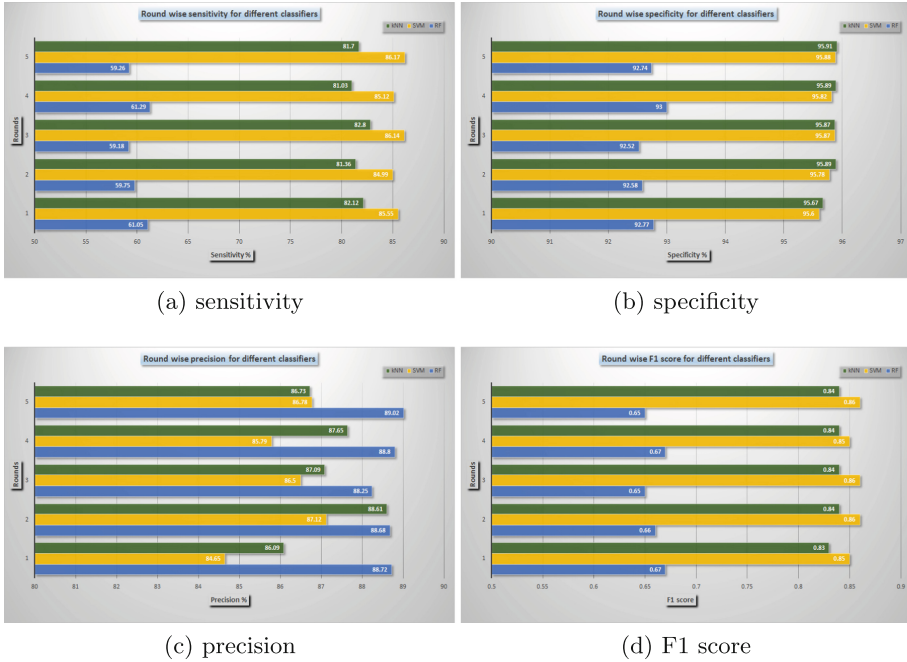 Round wise sensitivity for different classifiers
kNN SVM RF
81.7
5 86.17
59.26
81.03
4 85.12
61.29
82.8
3 86.14
59.18
81.36
2 84.99
59.75
82.12
1 85.55
61.05
Rounds
50 55 60 65 70 75 80 85 90
Sensitivity %
(a) sensitivity
Round wise specificity for different classifiers
kNN SVM RF
95.91
5 95.88
92.74
95.89
4 95.82
93
95.87
3 95.87
92.52
95.89
2 95.78
92.58
95.67
1 95.6
92.77
Rounds
90 91 92 93 94 95 96 97
Specificity %
(b) specificity
Round wise precision for different classifiers
kNN SVM RF
86.73
5 86.78
89.02
87.65
4 85.79
88.8
87.09
3 86.5
88.25
88.61
2 87.12
88.68
86.09
1 84.65
88.72
Rounds
80 81 82 83 84 85 86 87 88 89 90
Precision %
(c) precision
Round wise F1 score for different classifiers
kNN SVM RF
0.84
5 0.86
0.65
0.84
4 0.85
0.67
0.84
3 0.86
0.65
0.84
2 0.86
0.66
0.83
1 0.85
0.67
Rounds
0.5 0.55 0.6 0.65 0.7 0.75 0.8 0.85 0.9
F1 score
(d) F1 score